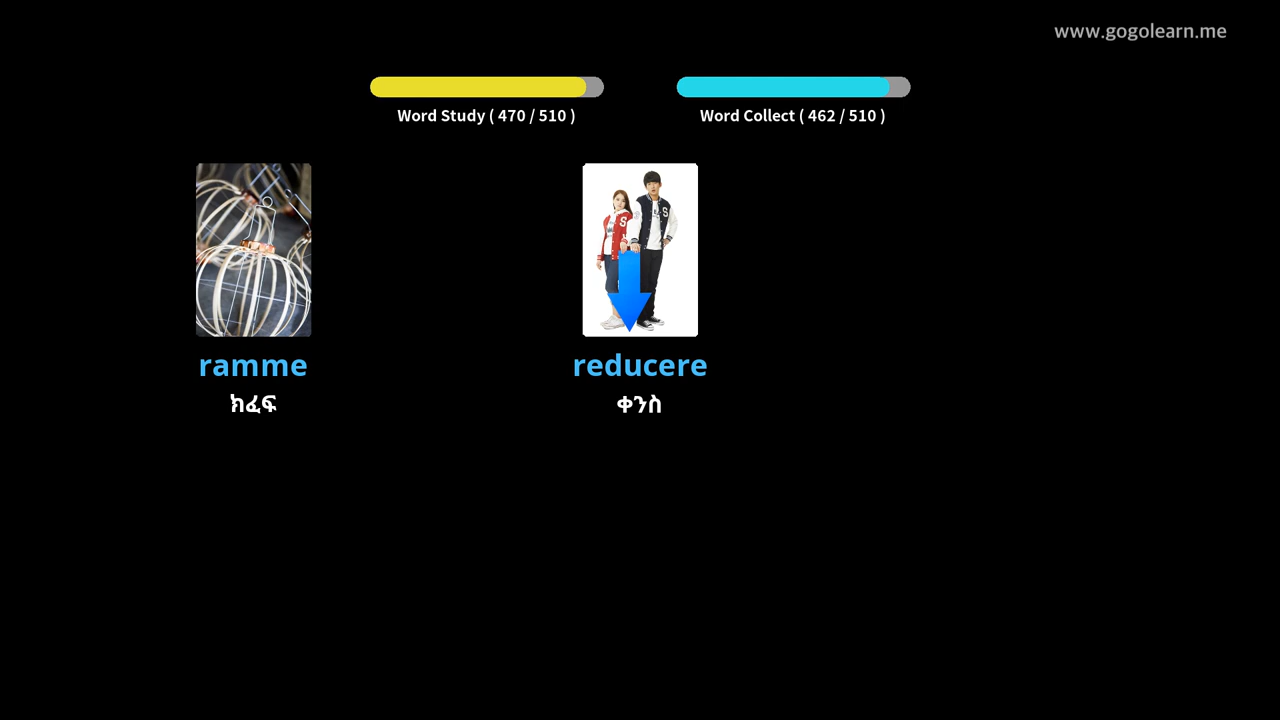 www.gogolearn.me
Word Study ( 470 / 510 )
Word Collect ( 462 / 510 )
ramme
ክፈፍ
reducere
ቀንስ